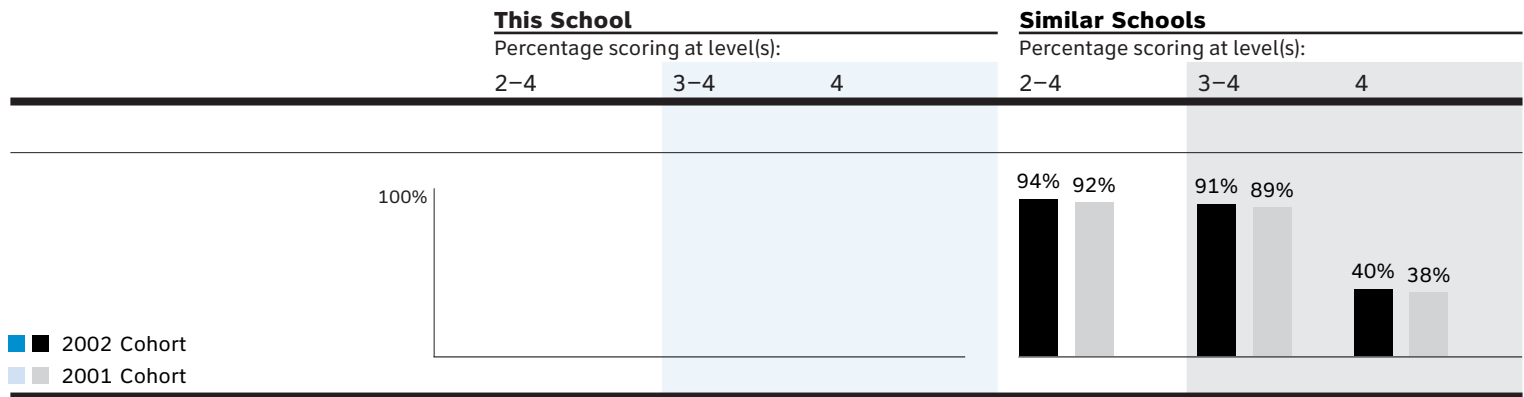 This School Similar Schools
Percentage scoring at level(s): Percentage scoring at level(s):
2–4 3–4 4 2–4 3–4 4
94% 92% 91% 89%
100%
40% 38%
2002 Cohort
2001 Cohort